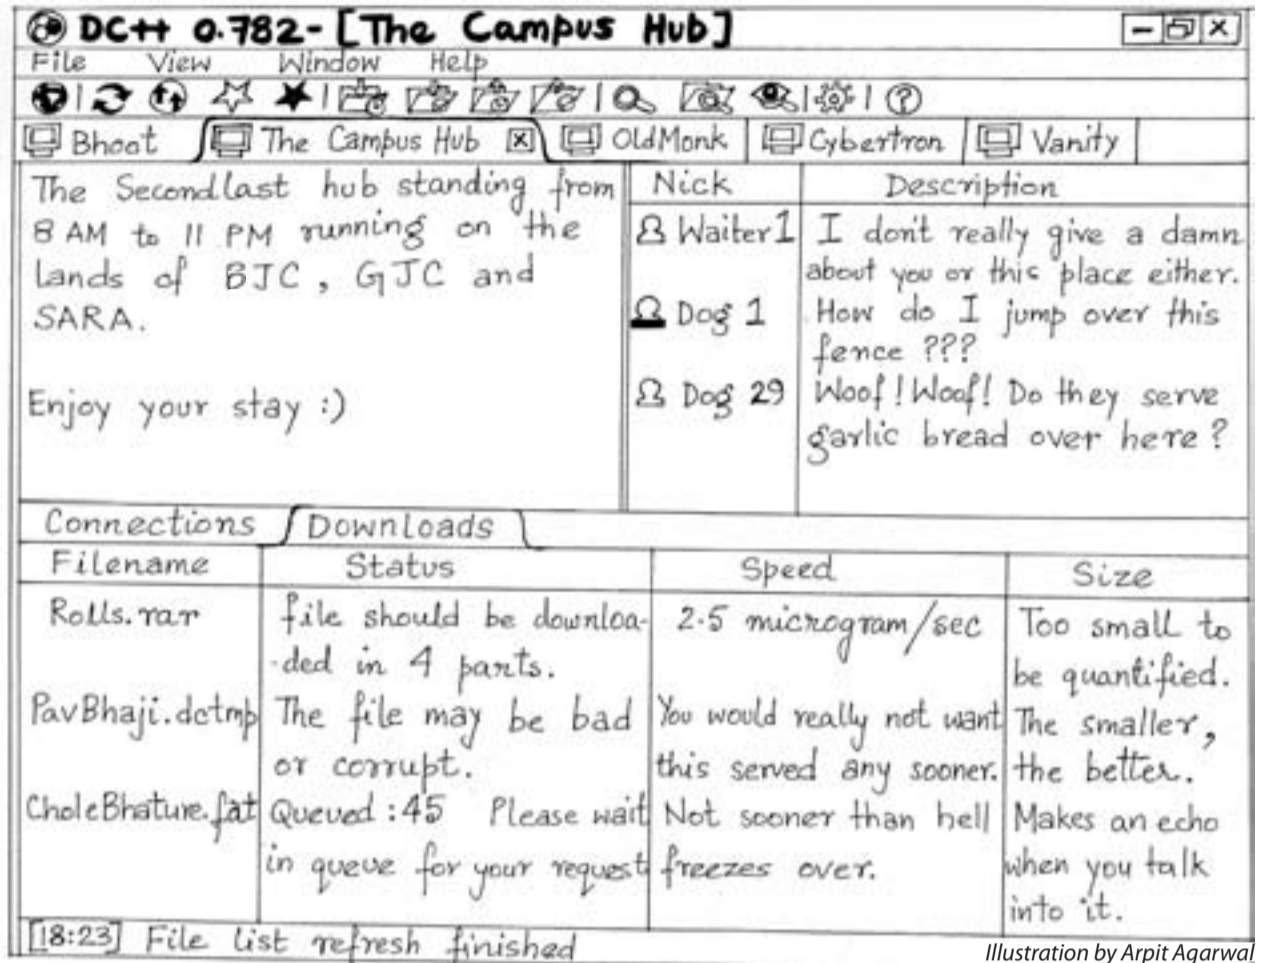 DC++ 0.782-[The Campus Hub]
File View Window Help
Bhoot The Campus Hub OldMonk Cybertron Vanity
The Secondlast hub standing from
8 AM to 11 PM running on the
lands of BJC, GJC and
SARA.
Enjoy your stay :)
Nick Description
Waiter 1 I dont really give a damn
about you or this place either.
Dog 1 How do I jump over this
fence ???
Dog 29 Woof! Woof! Do they serve
garlic bread over here?
Connections Downloads
Filename Status Speed Size
Rolls.rar file should be downloa- 2.5 microgram/sec Too small to
-ded in 4 parts. be quantified.
PavBhaji.dctmp The file may be bad You would really not want The smaller,
or corrupt. this served any sooner. the better.
CholeBhature.fat Queued :45 Please wait Not sooner than hell Makes an echo
in queue for your request freezes over. when you talk
into it.
[18:23] File list refresh finished
Illustration by Arpit Agarwal